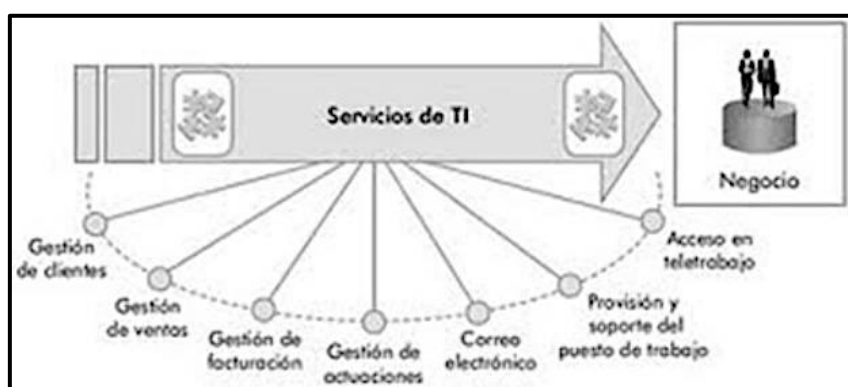 Servicios de TI
Negocio
Gestión
de clientes
Gestión
de ventas
Gestión de
facturación
Gestión de
actuaciones
Correo
electrónico
Provisión y
soporte del
puesto de trabajo
Acceso en
teletrabajo